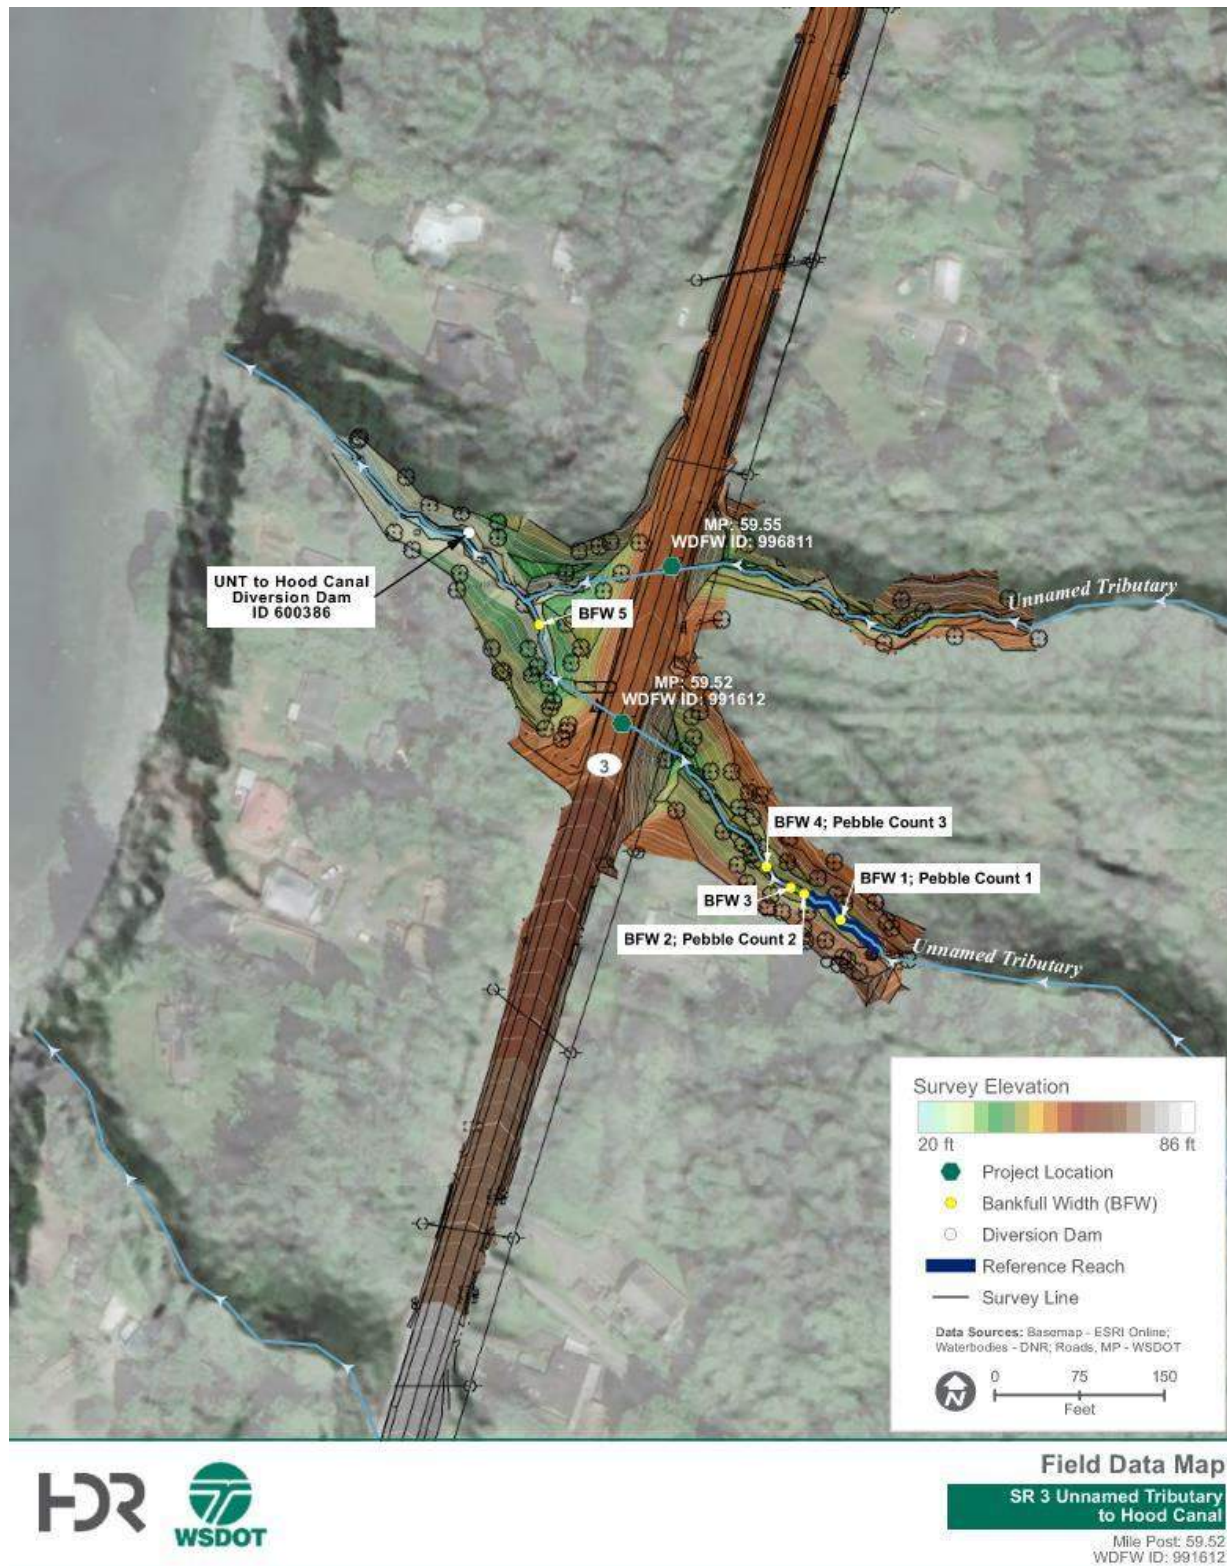 MP: 59.55
WDFW ID: 996811
UNT to Hood Canal
Diversion Dam
ID 600386
Unnamed Tributary
BFW 5
MP: 59.52
WDFW ID: 991612
3
BFW 4; Pebble Count 3
BFW 1; Pebble Count 1
BFW 3
BFW 2; Pebble Count 2
Unnamed Tributary
Survey Elevation
20 ft
86 ft
Project Location
Bankfull Width (BFW)
Diversion Dam
Reference Reach
Survey Line
Data Sources: Basemap - ESRI Online;
Waterbodies - DNR; Roads, MP - WSDOT
N
0 75 150
Feet
HDR
WSDOT
Field Data Map
SR 3 Unnamed Tributary
to Hood Canal
Mile Post: 59.52
WDFW ID: 991612